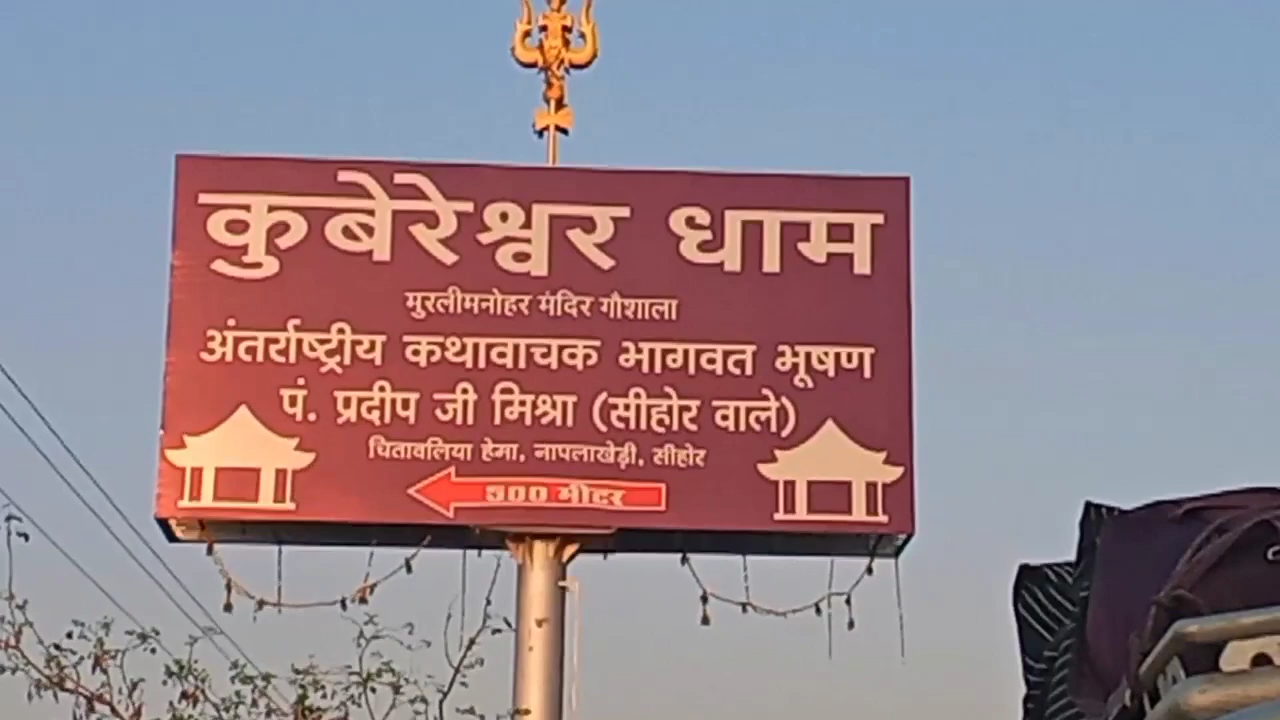 कुबेरेश्वर धाम
मुरलीमनोहर मंदिर गौशाला
अंतर्राष्ट्रीय कथावाचक भागवत भूषण
पं. प्रदीप जी मिश्रा (सीहोर वाले)
चितावलिया हेमा, नापलाखेड़ी, सीहोर
500 मीटर